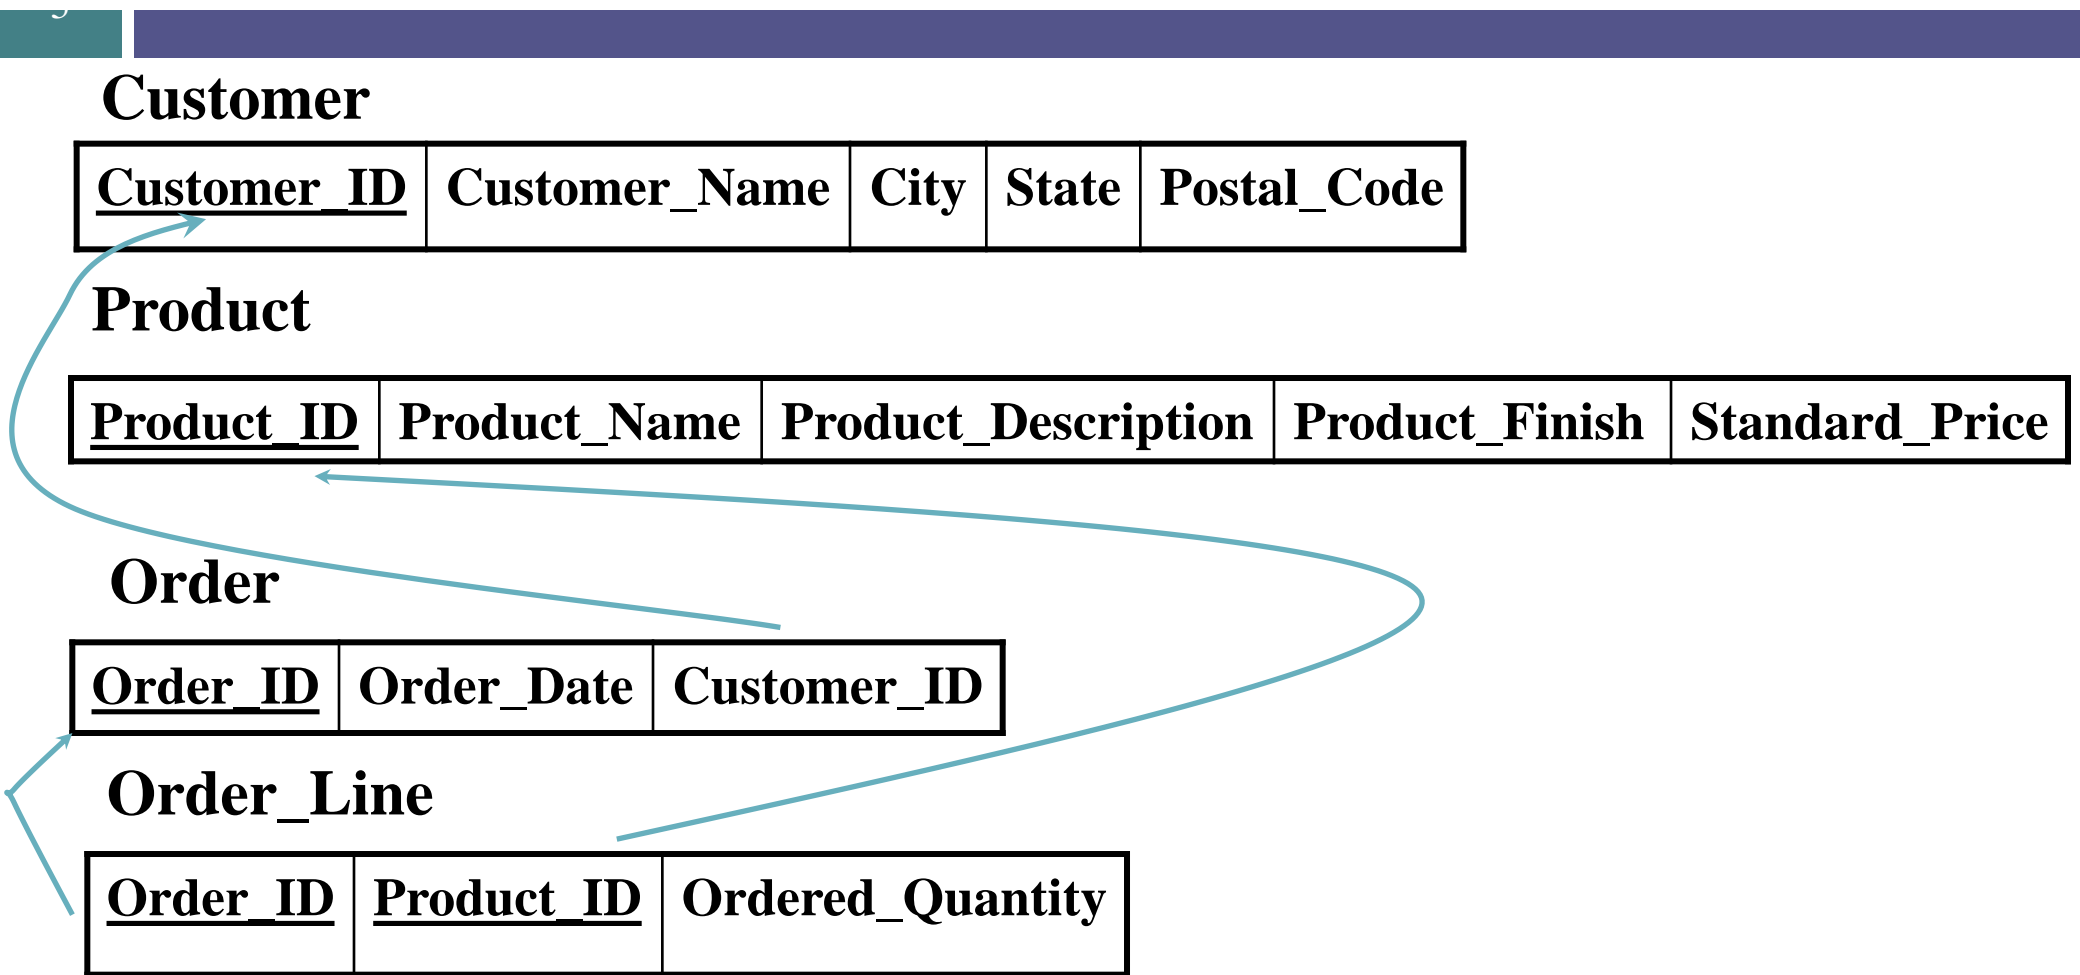 Customer
Customer_ID Customer_Name City State Postal_Code
Product
Product_ID Product_Name Product_Description Product_Finish Standard_Price
Order
Order_ID Order_Date Customer_ID
Order_Line
Order_ID Product_ID Ordered_Quantity